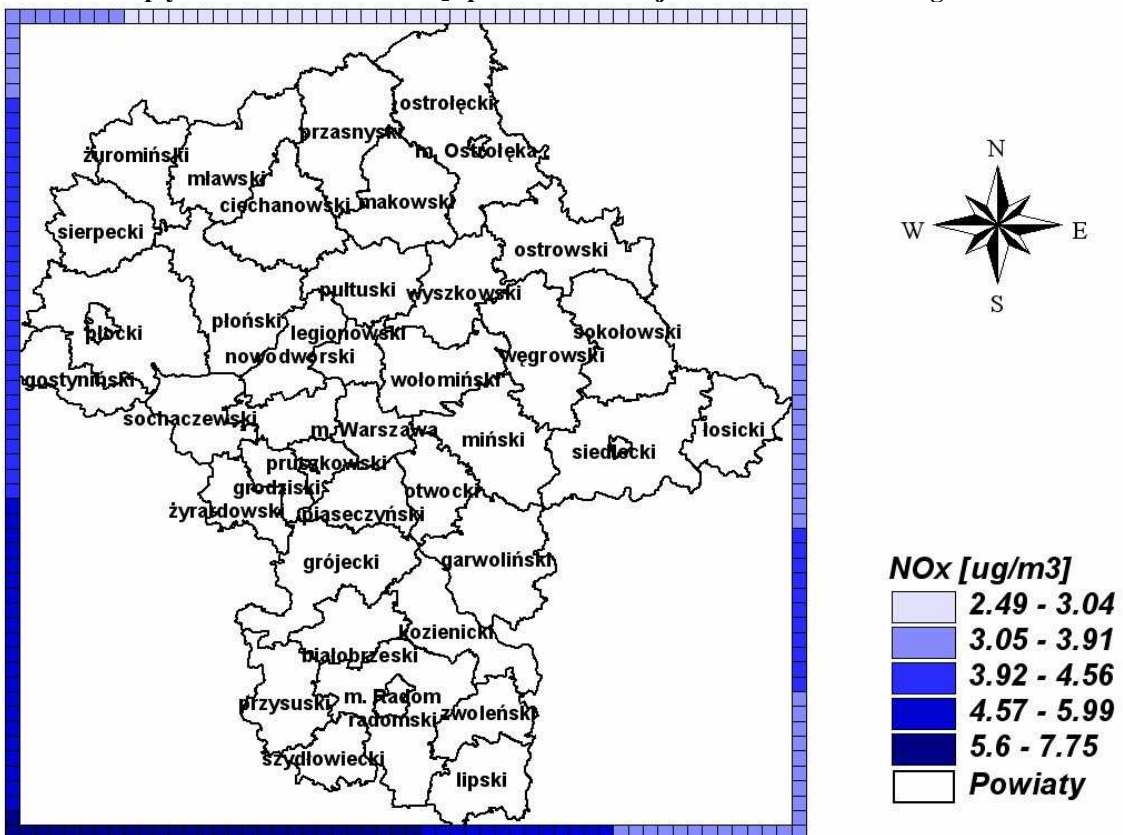 ostrołęcki
przasnyski
m. Ostrołęka
żuromiński
mławski
ciechanowski
makowski
sierpecki
ostrowski
pułtuski
wyszkowski
płocki
płoński
legionowski
sokołowski
nowodworski
węgrowski
gostyniński
wołomiński
sochaczewski
m. Warszawa
miński
siedlecki
łosicki
pruszkowski
grodziski
otwocki
żyrardowski
piaseczyński
grójecki
garwoliński
kozienicki
białobrzeski
przysuski
m. Radom
radomski
zwoleński
szydłowiecki
lipski
N
W
E
S
NOx [ug/m3]
2.49 - 3.04
3.05 - 3.91
3.92 - 4.56
4.57 - 5.99
5.6 - 7.75
Powiaty